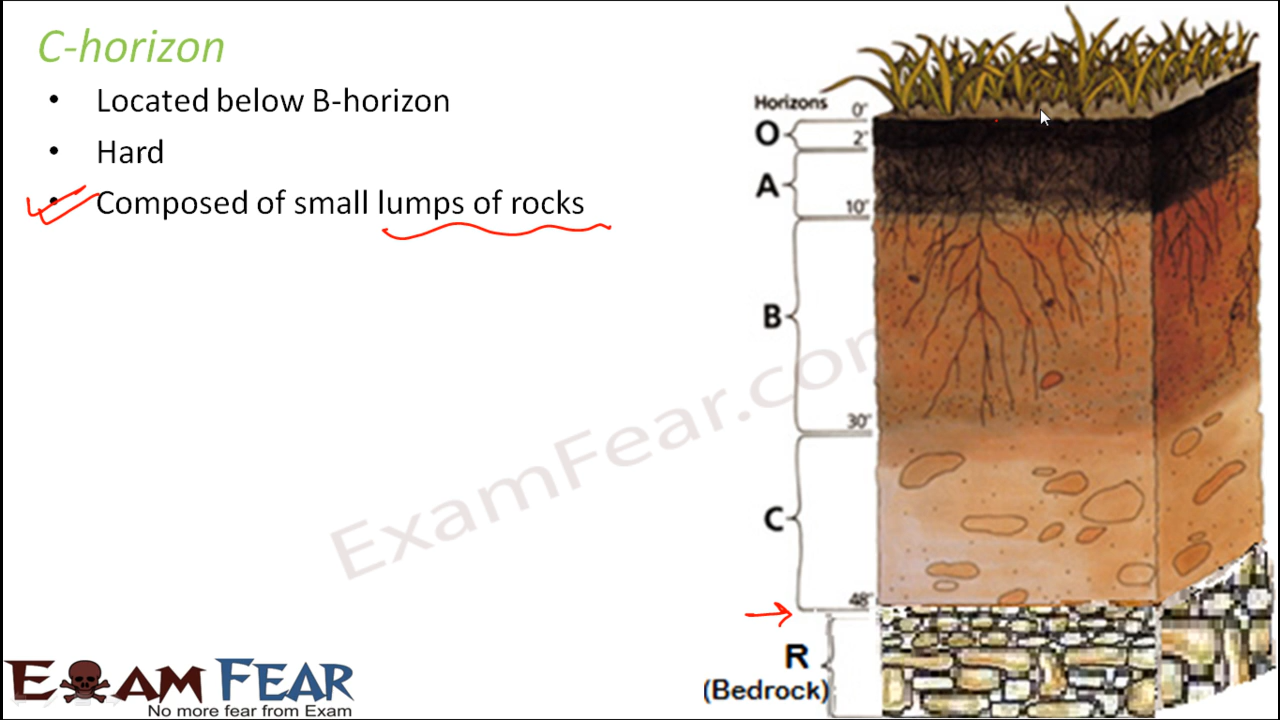 C-horizon
• Located below B-horizon
• Hard
• Composed of small lumps of rocks
Horizons
0"
O
2"
A
10"
B
30"
C
48"
R
(Bedrock)
ExamFear.com
EXAM FEAR
No more fear from Exam